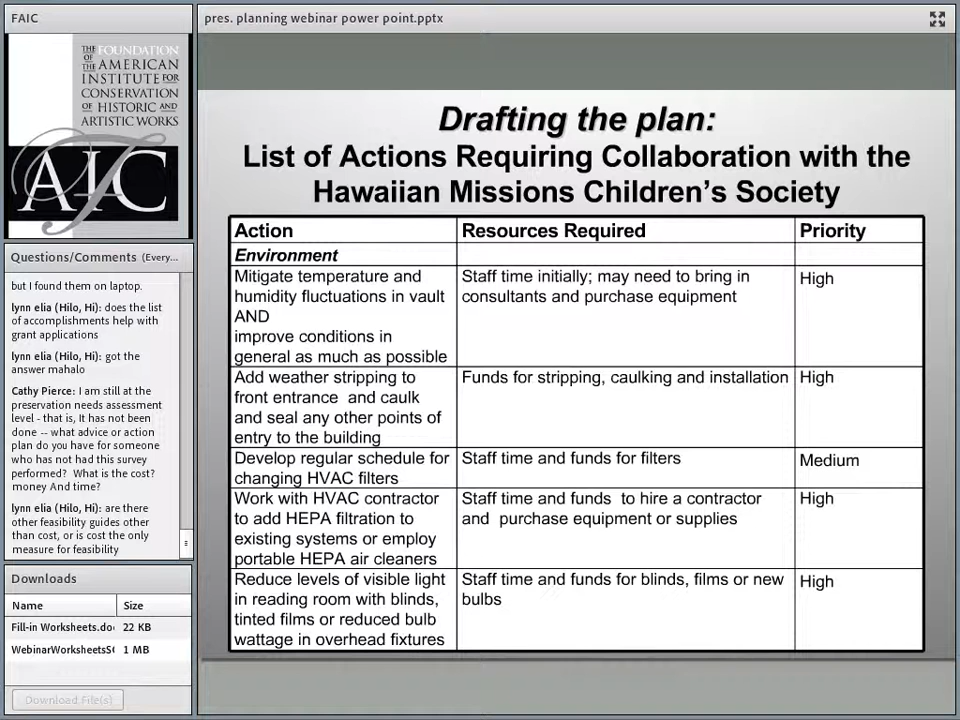 FAIC
THE FOUNDATION
OF THE AMERICAN
INSTITUTE FOR
CONSERVATION
OF HISTORIC AND
ARTISTIC WORKS
AIC
Questions/Comments (Every...
but I found them on laptop.
lynn elia (Hilo, Hi): does the list
of accomplishments help with
grant applications
lynn elia (Hilo, Hi): got the
answer mahalo
Cathy Pierce: I am still at the
preservation needs assessment
level - that is, It has not been
done -- what advice or action
plan do you have for someone
who has not had this survey
performed? What is the cost?
money And time?
lynn elia (Hilo, Hi): are there
other feasibility guides other
than cost, or is cost the only
measure for feasibility
Downloads
Name Size
Fill-in Worksheets.do 22 KB
WebinarWorksheetsS 1 MB
Download File(s)
pres. planning webinar power point.pptx
Drafting the plan:
List of Actions Requiring Collaboration with the
Hawaiian Missions Children's Society
Action Resources Required Priority
Environment
Mitigate temperature and
humidity fluctuations in vault
AND
improve conditions in
general as much as possible
Staff time initially; may need to bring in
consultants and purchase equipment
High
Add weather stripping to
front entrance and caulk
and seal any other points of
entry to the building
Funds for stripping, caulking and installation
High
Develop regular schedule for
changing HVAC filters
Staff time and funds for filters
Medium
Work with HVAC contractor
to add HEPA filtration to
existing systems or employ
portable HEPA air cleaners
Staff time and funds to hire a contractor
and purchase equipment or supplies
High
Reduce levels of visible light
in reading room with blinds,
tinted films or reduced bulb
wattage in overhead fixtures
Staff time and funds for blinds, films or new
bulbs
High